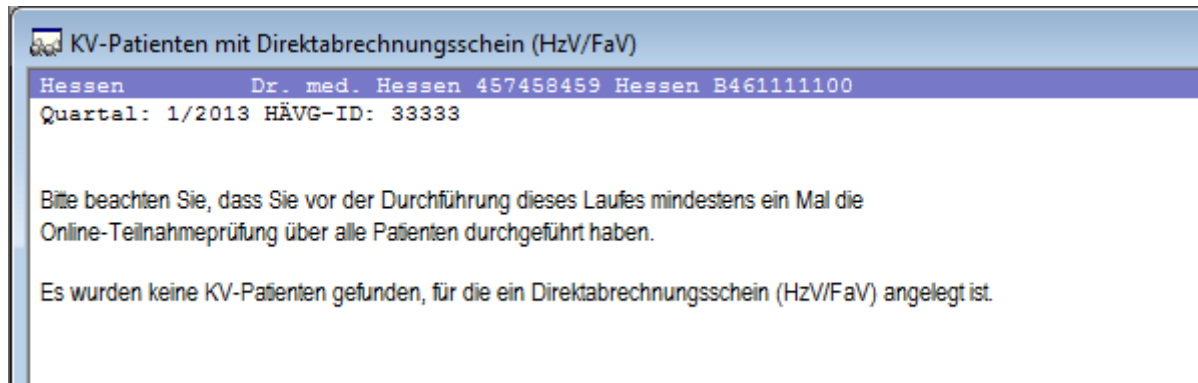 KV-Patienten mit Direktabrechnungsschein (HzV/FaV)
Hessen Dr. med. Hessen 457458459 Hessen B461111100
Quartal: 1/2013 HÄVG-ID: 33333
Bitte beachten Sie, dass Sie vor der Durchführung dieses Laufes mindestens ein Mal die
Online-Teilnahmeprüfung über alle Patienten durchgeführt haben.
Es wurden keine KV-Patienten gefunden, für die ein Direktabrechnungsschein (HzV/FaV) angelegt ist.